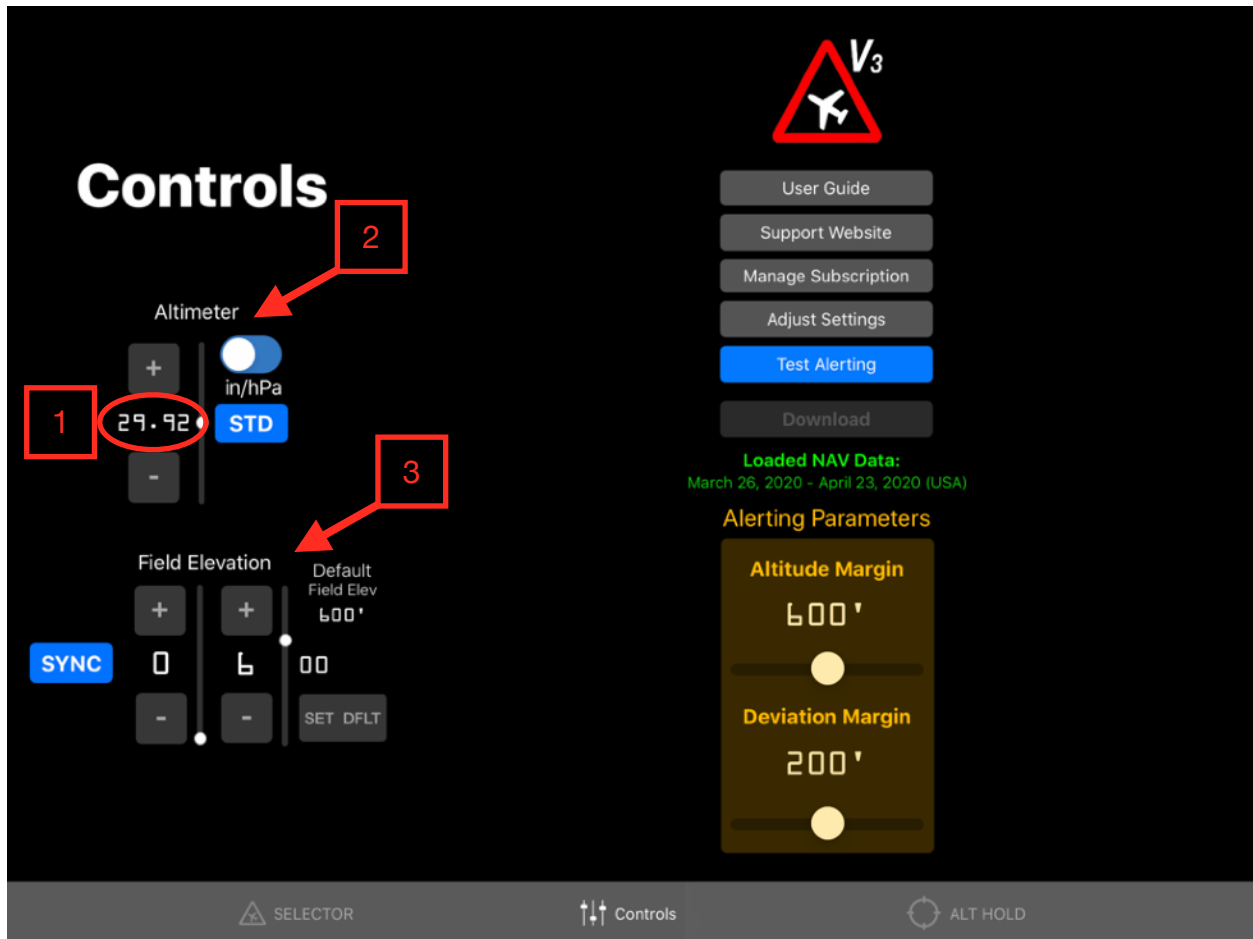 V3
Controls
2
Altimeter
+
in/hPa
1
29.92
STD
-
3
Field Elevation
Default
Field Elev
600'
+
+
SYNC
0
6
00
-
-
SET DFLT
User Guide
Support Website
Manage Subscription
Adjust Settings
Test Alerting
Download
Loaded NAV Data:
March 26, 2020 - April 23, 2020 (USA)
Alerting Parameters
Altitude Margin
600'
Deviation Margin
200'
SELECTOR
Controls
ALT HOLD